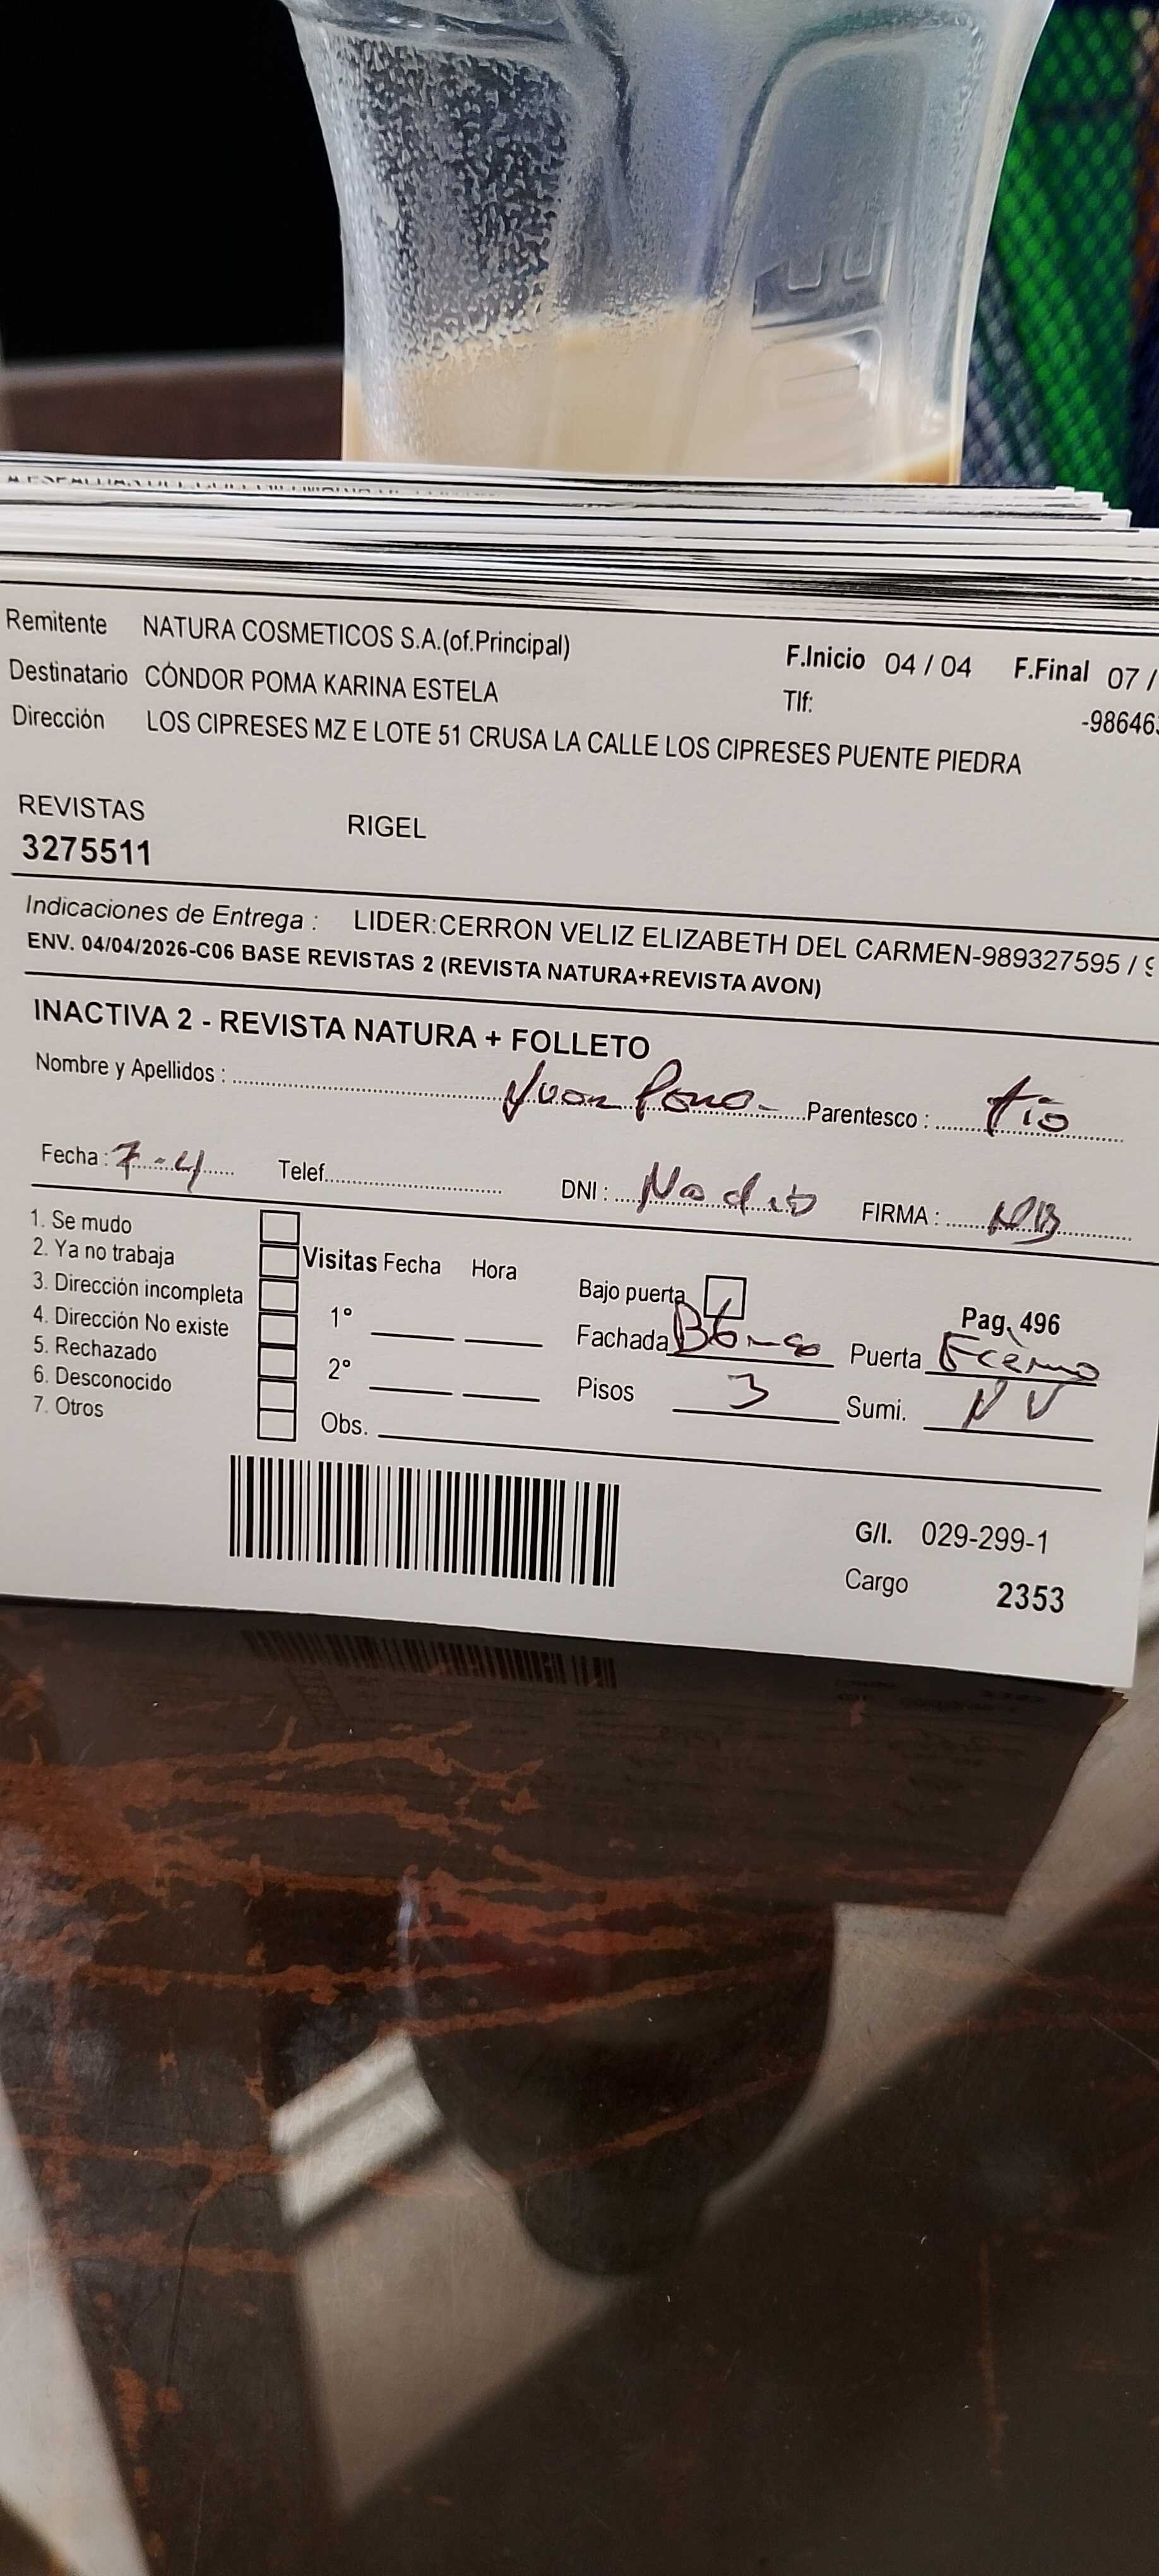 Remitente NATURA COSMETICOS S.A.(of.Principal)
F.Inicio 04 / 04 F.Final 07 /
Destinatario CÓNDOR POMA KARINA ESTELA
Tlf: -98646
Dirección LOS CIPRESES MZ E LOTE 51 CRUSA LA CALLE LOS CIPRESES PUENTE PIEDRA
REVISTAS RIGEL
3275511
Indicaciones de Entrega : LIDER:CERRON VELIZ ELIZABETH DEL CARMEN-989327595 / 9
ENV. 04/04/2026-C06 BASE REVISTAS 2 (REVISTA NATURA+REVISTA AVON)
INACTIVA 2 - REVISTA NATURA + FOLLETO
Nombre y Apellidos : Parentesco : tío
Fecha : 7-4 Telef. DNI : No dio FIRMA :
1. Se mudo
2. Ya no trabaja
3. Dirección incompleta
4. Dirección No existe
5. Rechazado
6. Desconocido
7. Otros
Visitas Fecha Hora
1°
2°
Obs.
Bajo puerta
Pag. 496
Fachada Puerta
Pisos 3 Sumi. NV
G/I. 029-299-1
Cargo 2353